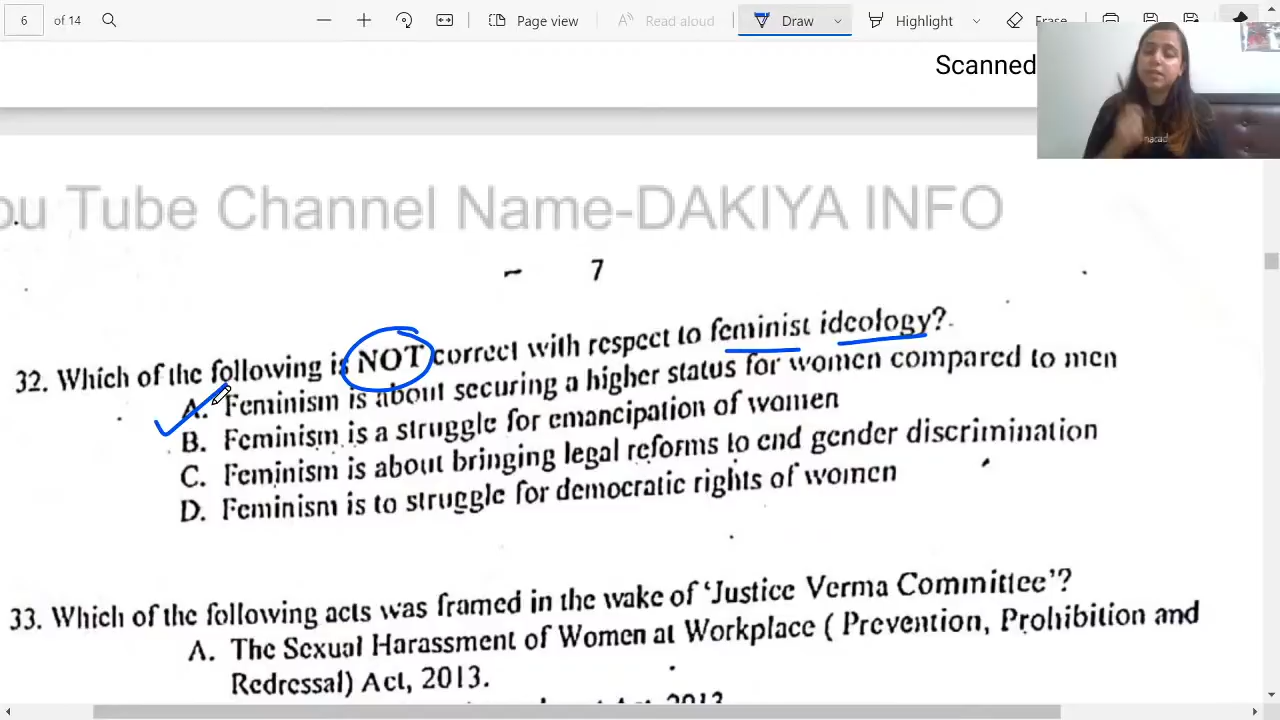 6 of 14 Page view Read aloud Draw Highlight Erase
Scanned
ou Tube Channel Name-DAKIYA INFO
7
32. Which of the following is NOT correct with respect to feminist ideology?
A. Feminism is about securing a higher status for women compared to men
B. Feminism is a struggle for emancipation of women
C. Feminism is about bringing legal reforms to end gender discrimination
D. Feminism is to struggle for democratic rights of women
33. Which of the following acts was framed in the wake of ‘Justice Verma Committee’?
A. The Sexual Harassment of Women at Workplace ( Prevention, Prohibition and
Redressal) Act, 2013.